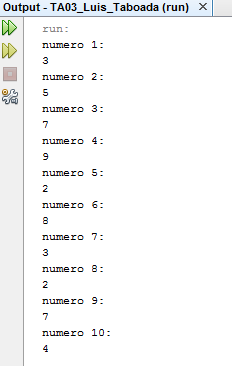 Output - TA03_Luis_Taboada (run)
run:
numero 1:
3
numero 2:
5
numero 3:
7
numero 4:
9
numero 5:
2
numero 6:
8
numero 7:
3
numero 8:
2
numero 9:
7
numero 10:
4